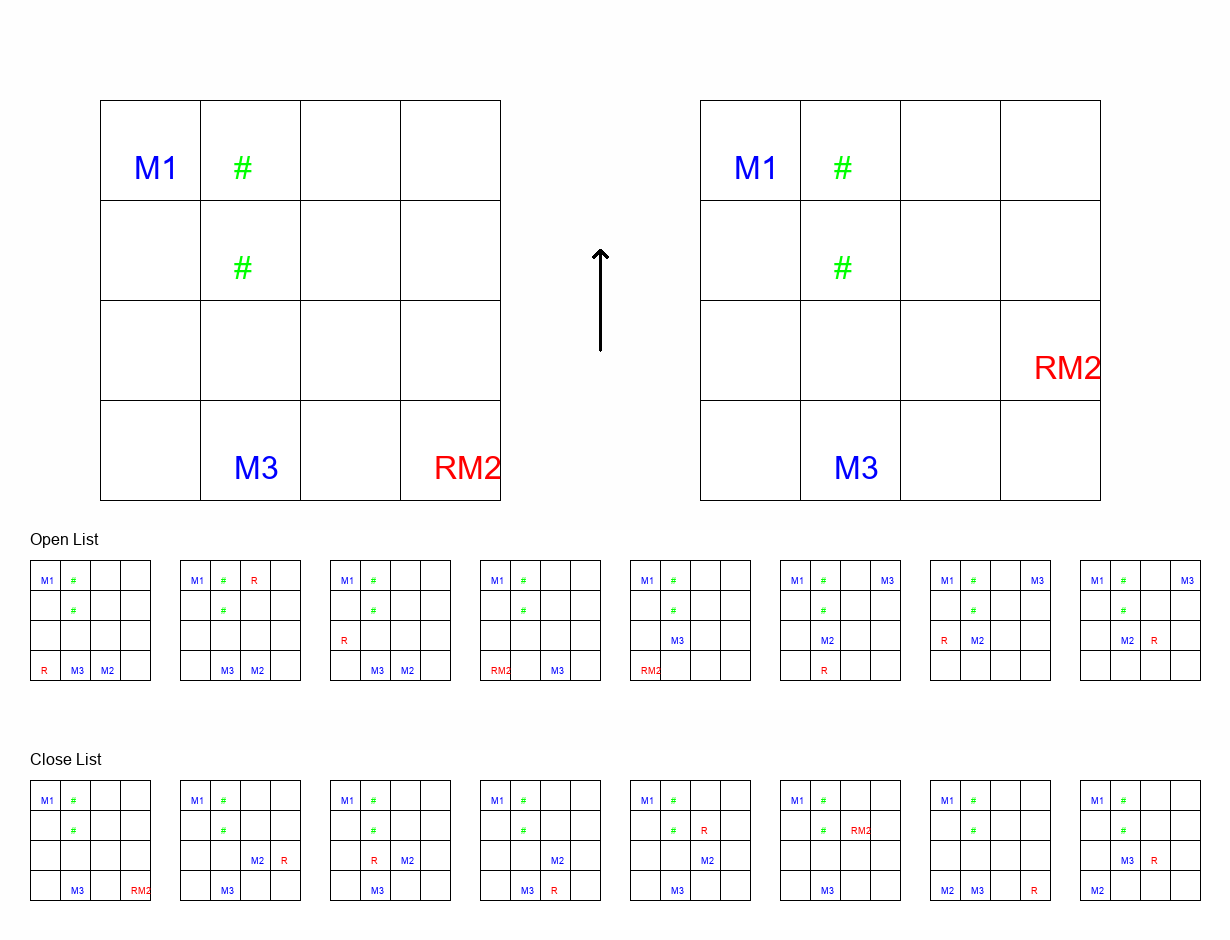 M1 # M1 #
# #
RM2
M3 RM2 M3
Open List
M1 # M1 # R M1 # M1 # M1 # M1 # M3 M1 # M3 M1 # M3
# # # # # # # #
R M3 M2 R M2 M2 R
R M3 M2 M3 M2 M3 M2 RM2 M3 RM2 R
Close List
M1 # M1 # M1 # M1 # M1 # M1 # M1 # M1 #
# # # # # R # RM2 # #
M2 R R M2 M2 M2 M3 R
M3 RM2 M3 M3 M3 R M3 M3 M2 M3 R M2